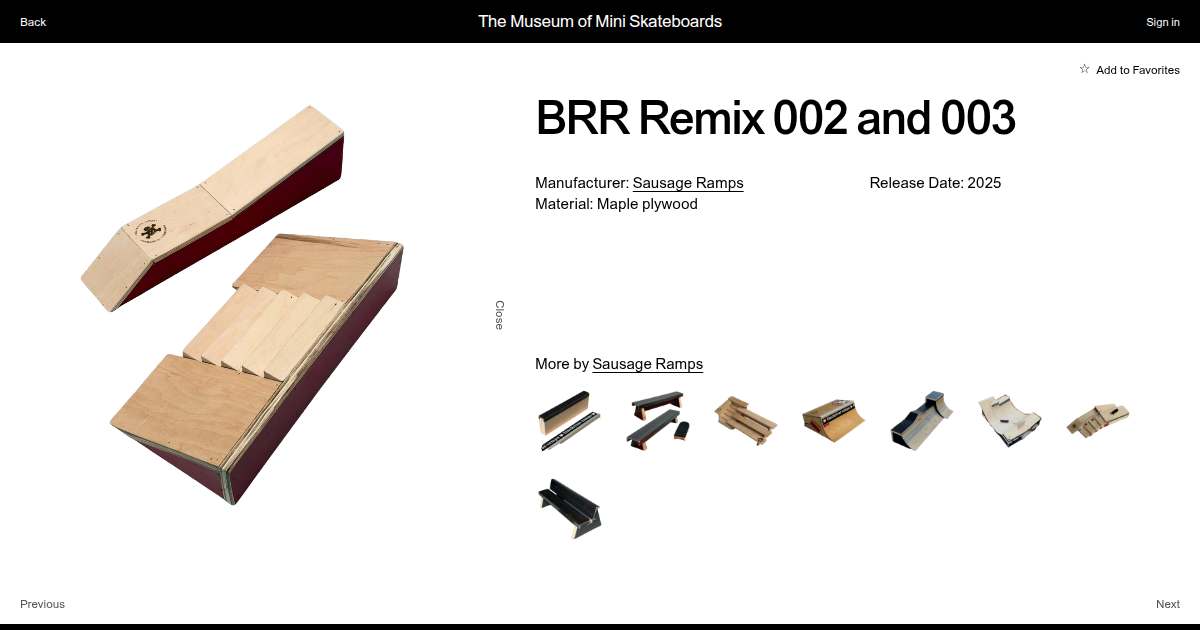 Back
The Museum of Mini Skateboards
Sign in
☆ Add to Favorites
BRR Remix 002 and 003
Manufacturer: Sausage Ramps
Release Date: 2025
Material: Maple plywood
Close
More by Sausage Ramps
Previous
Next